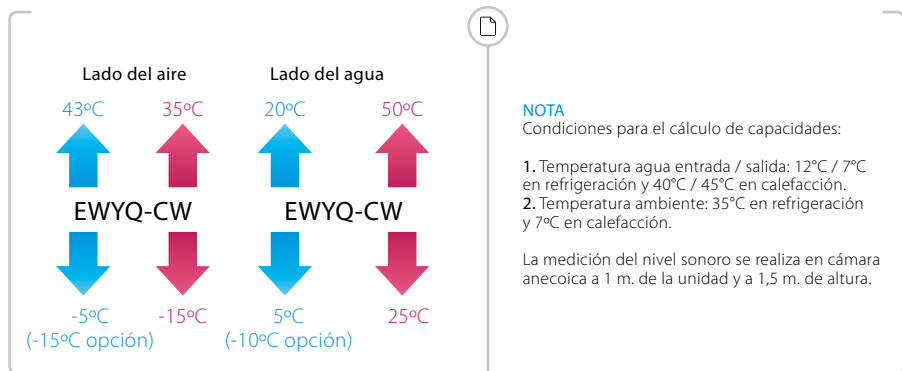 Lado del aire
Lado del agua
43ºC
35ºC
20ºC
50ºC
EWYQ-CW
EWYQ-CW
-5ºC
-15ºC
5ºC
25ºC
(-15ºC opción)
(-10ºC opción)
NOTA
Condiciones para el cálculo de capacidades:
1. Temperatura agua entrada / salida: 12°C / 7°C
en refrigeración y 40°C / 45°C en calefacción.
2. Temperatura ambiente: 35°C en refrigeración
y 7ºC en calefacción.
La medición del nivel sonoro se realiza en cámara
anecoica a 1 m. de la unidad y a 1,5 m. de altura.